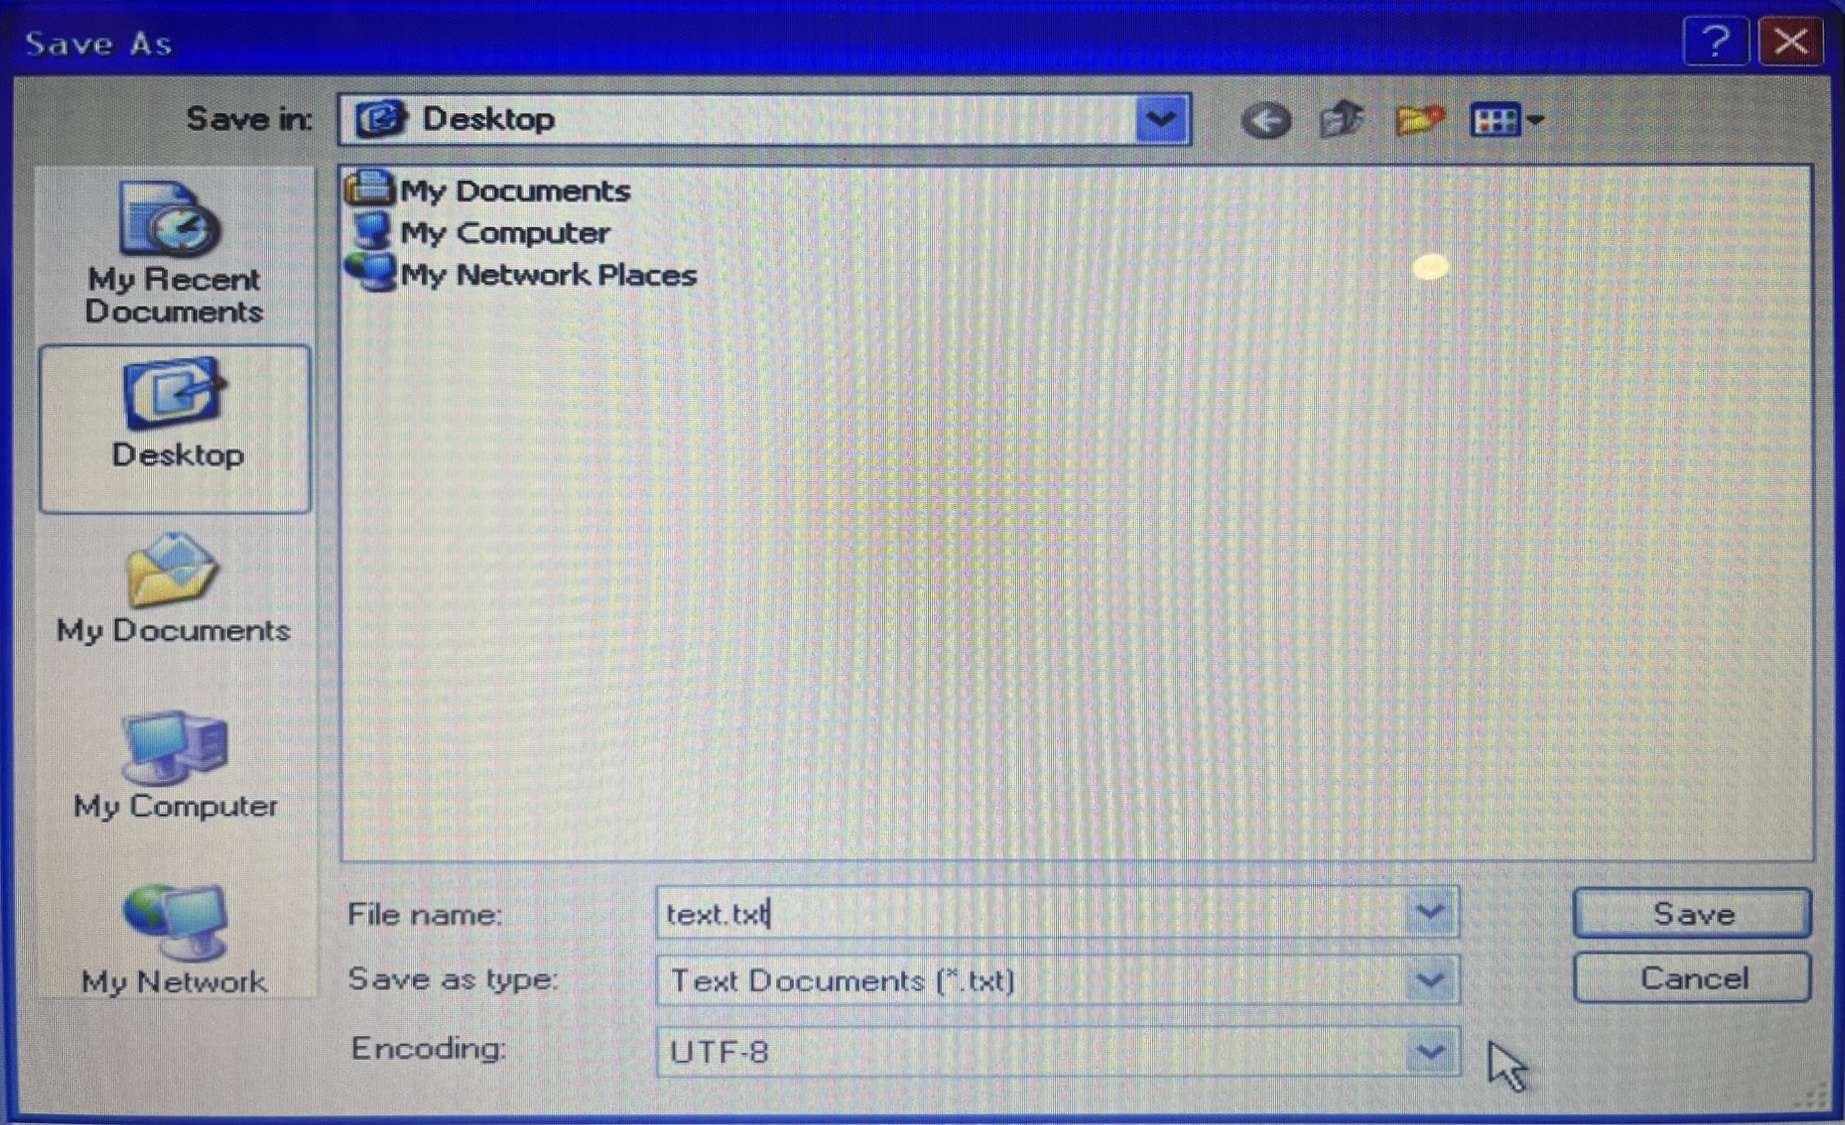 Save As
?
Save in:
Desktop
My Recent
Documents
Desktop
My Documents
My Computer
My Network
My Documents
My Computer
My Network Places
File name:
text.txt
Save
Save as type:
Text Documents (*.txt)
Cancel
Encoding:
UTF-8